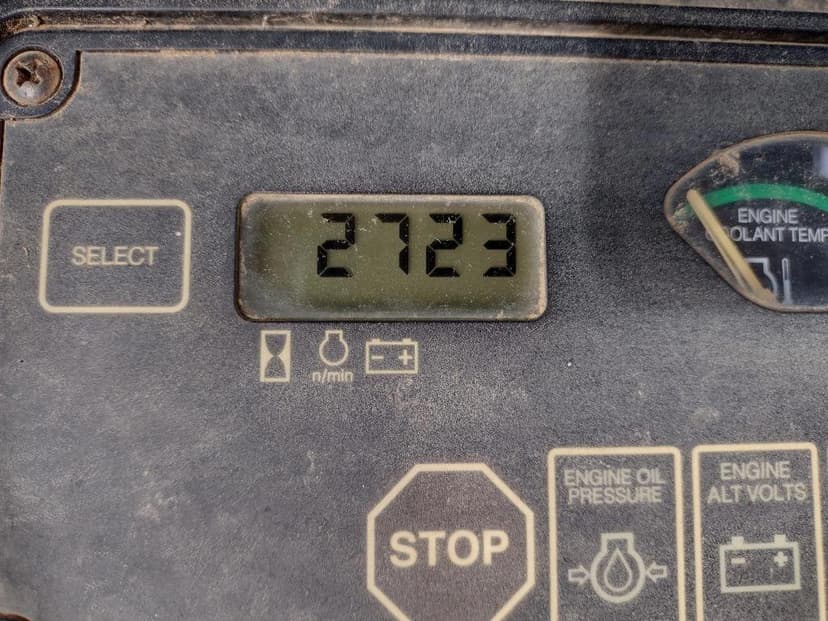 2723
SELECT
ENGINE
COOLANT TEMP
n/min
ENGINE OIL
PRESSURE
ENGINE
ALT VOLTS
STOP